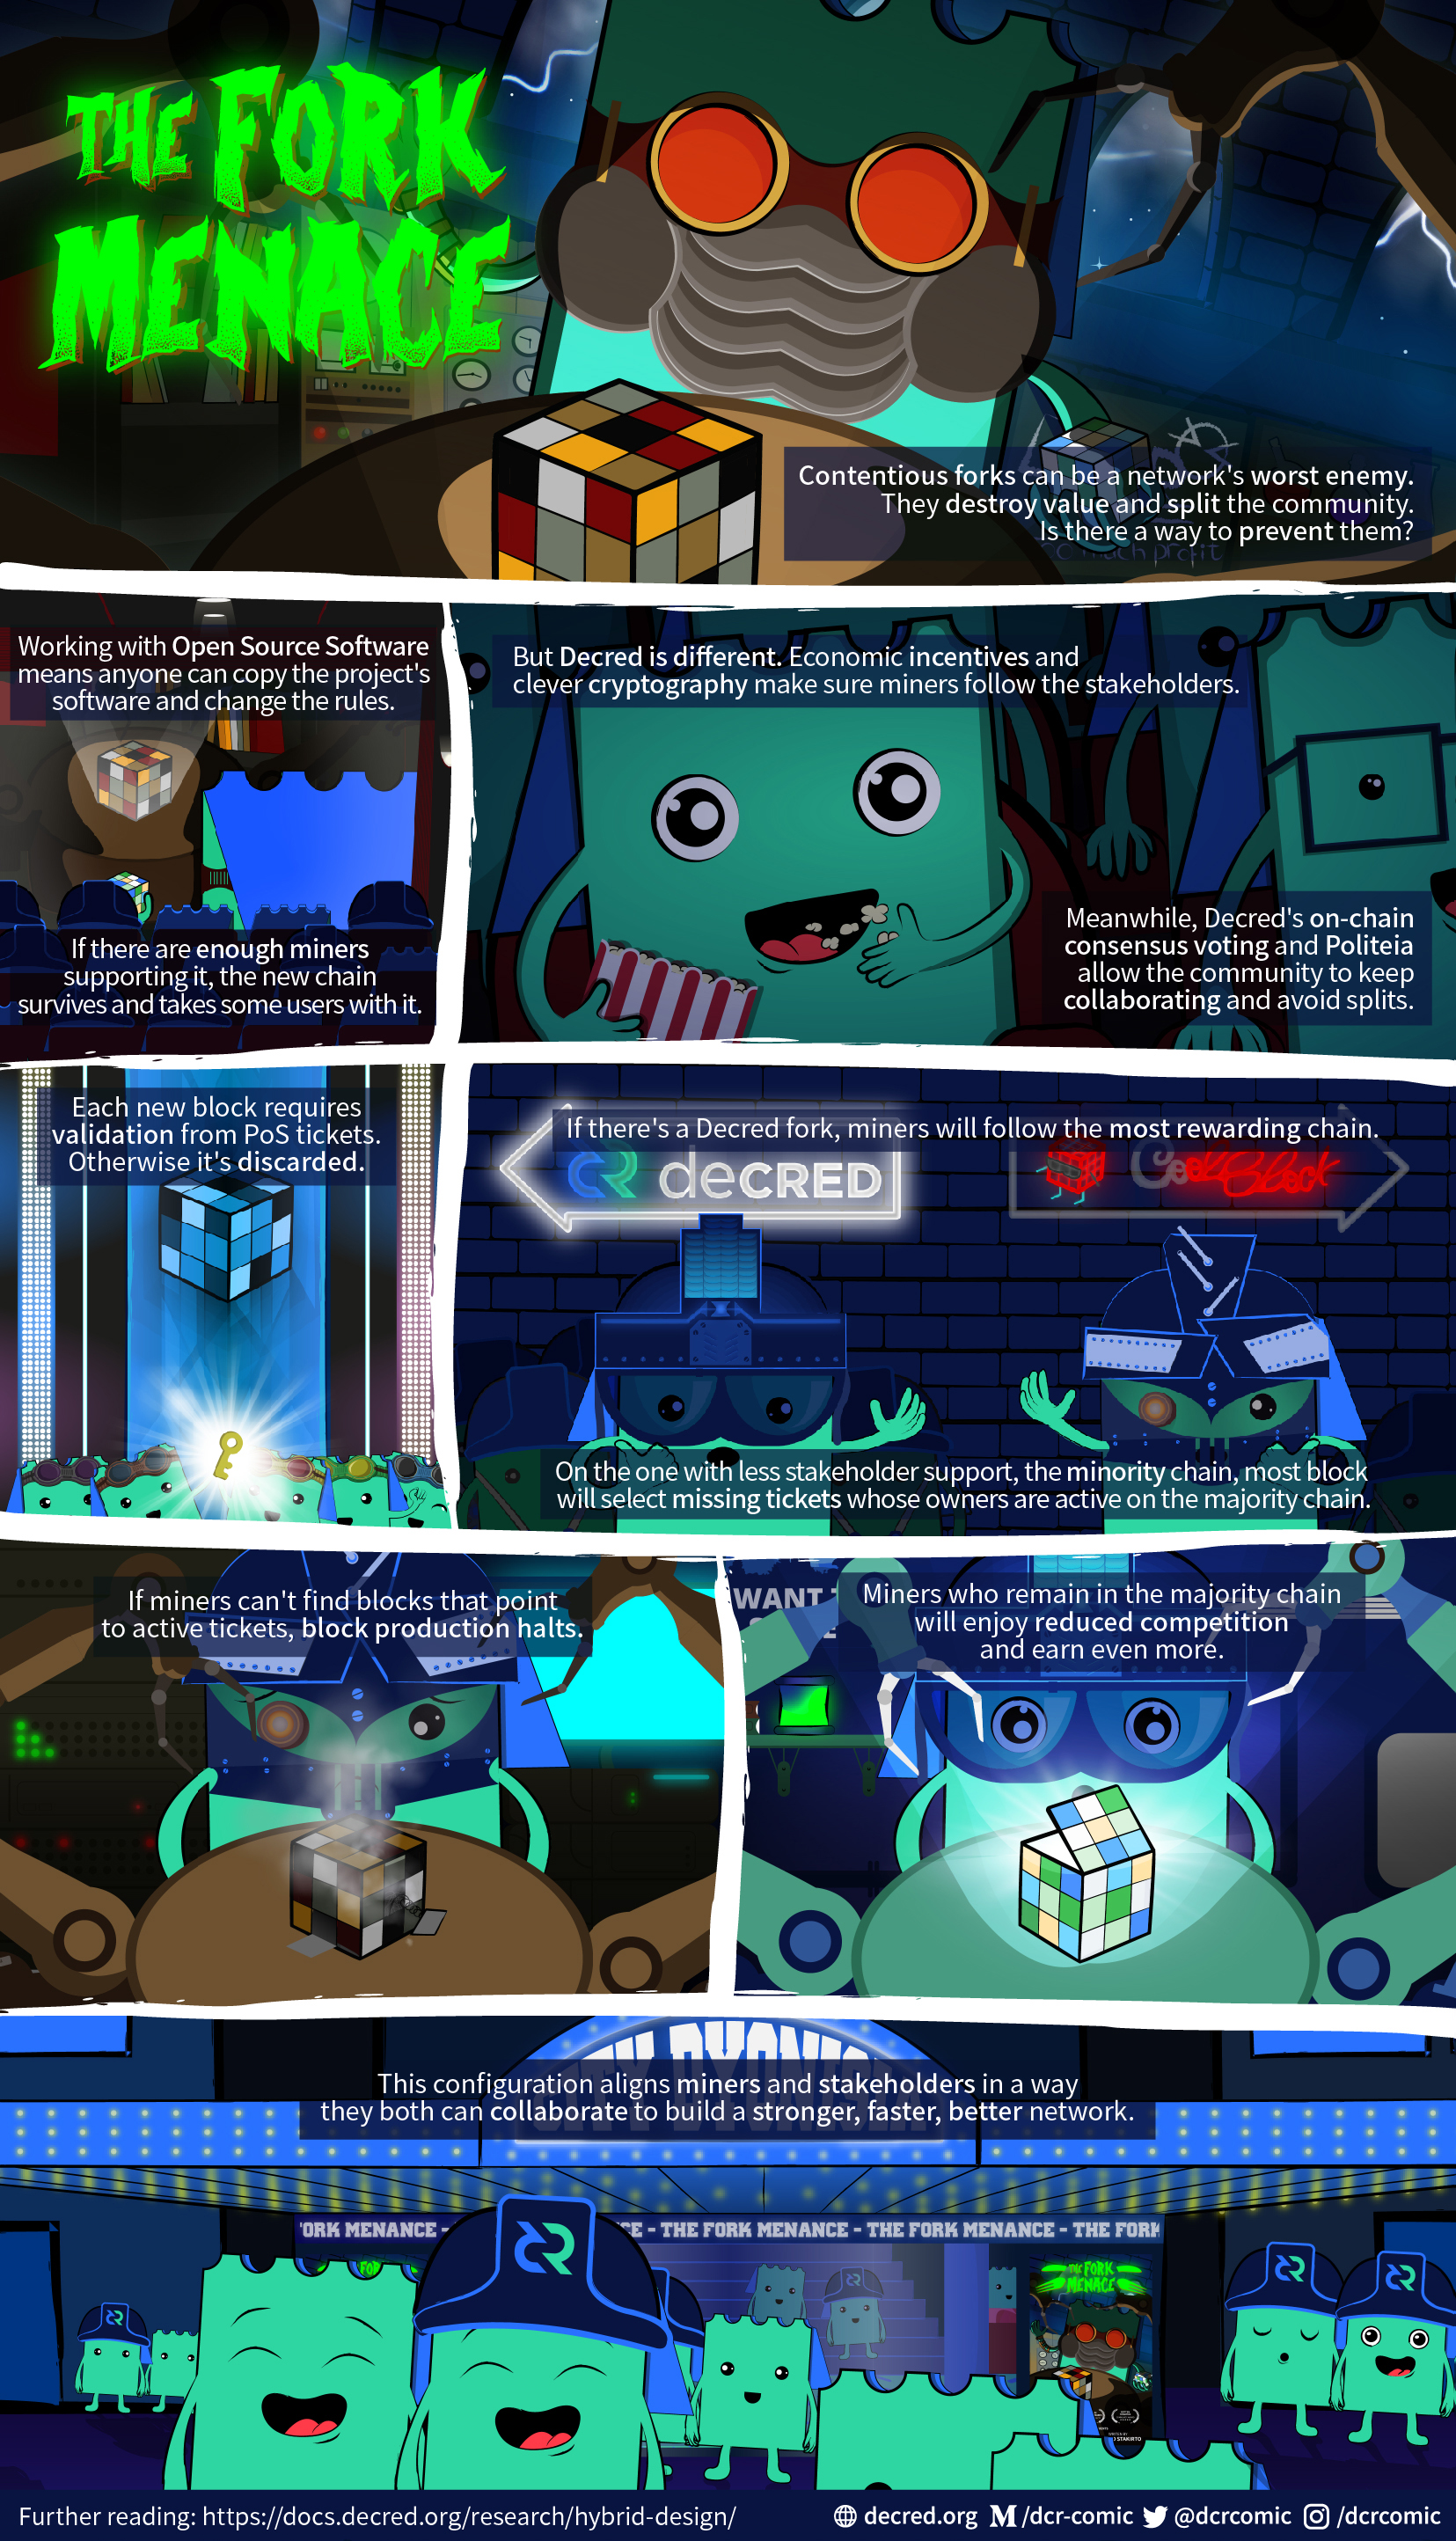 THE FORK
MENACE
Contentious forks can be a network's worst enemy.
They destroy value and split the community.
Is there a way to prevent them?
Working with Open Source Software
means anyone can copy the project's
software and change the rules.
If there are enough miners
supporting it, the new chain
survives and takes some users with it.
But Decred is different. Economic incentives and
clever cryptography make sure miners follow the stakeholders.
Meanwhile, Decred's on-chain
consensus voting and Politeia
allow the community to keep
collaborating and avoid splits.
Each new block requires
validation from PoS tickets.
Otherwise it's discarded.
If there's a Decred fork, miners will follow the most rewarding chain.
deCRED
CoolBlock
On the one with less stakeholder support, the minority chain, most block
will select missing tickets whose owners are active on the majority chain.
If miners can't find blocks that point
to active tickets, block production halts.
WANT
Miners who remain in the majority chain
will enjoy reduced competition
and earn even more.
This configuration aligns miners and stakeholders in a way
they both can collaborate to build a stronger, faster, better network.
'ORK MENANCE - CE - THE FORK MENANCE - THE FORK MENANCE - THE FORK
THE FORK
MENACE
Further reading: https://docs.decred.org/research/hybrid-design/
decred.org M /dcr-comic @dcrcomic /dcrcomic